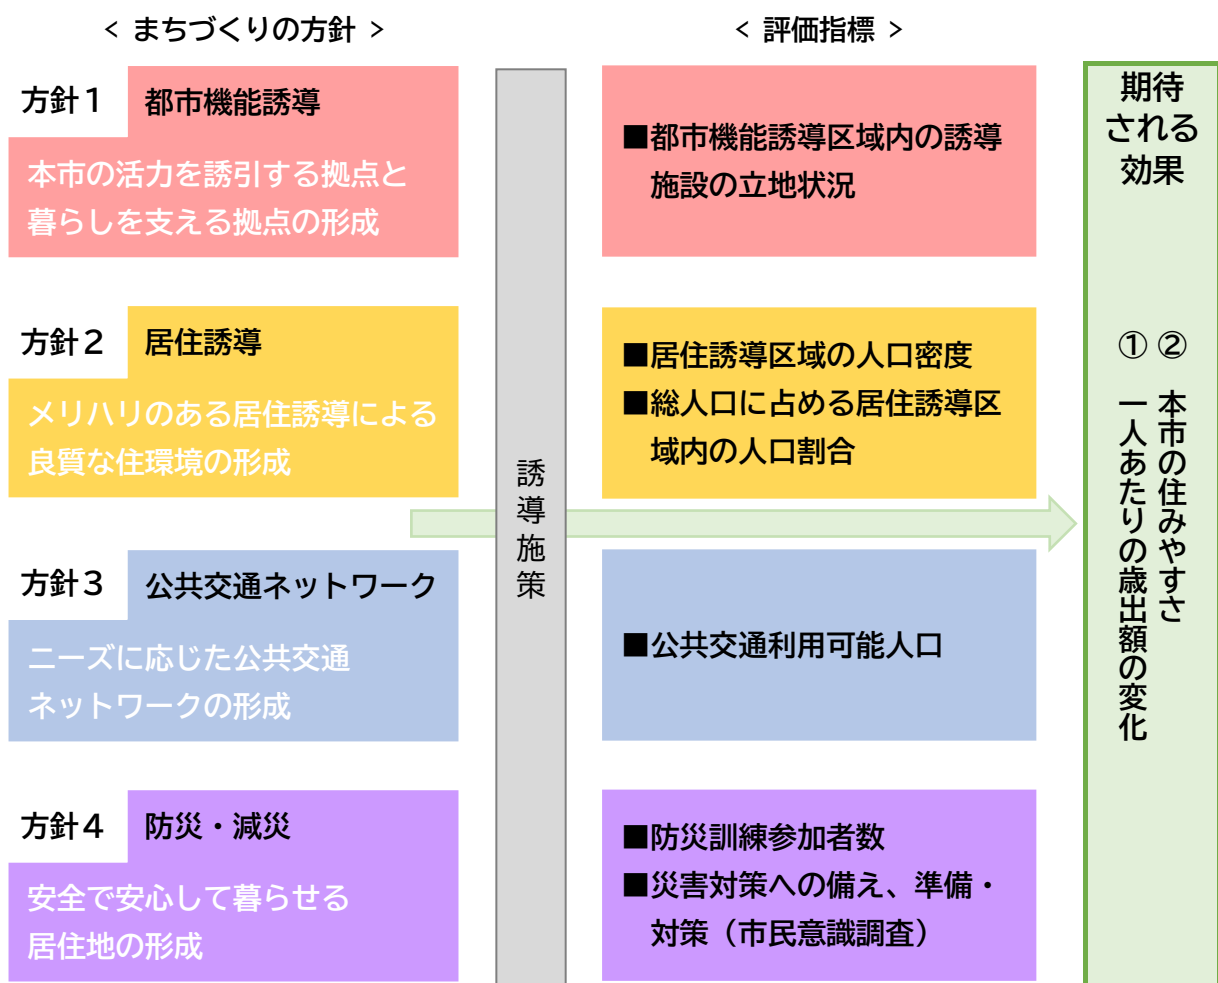 < まちづくりの方針 >
< 評価指標 >
方針1
都市機能誘導
本市の活力を誘引する拠点と
暮らしを支える拠点の形成
方針2
居住誘導
メリハリのある居住誘導による
良質な住環境の形成
方針3
公共交通ネットワーク
ニーズに応じた公共交通
ネットワークの形成
方針4
防災・減災
安全で安心して暮らせる
居住地の形成
誘導施策
■都市機能誘導区域内の誘導
施設の立地状況
■居住誘導区域の人口密度
■総人口に占める居住誘導区
域内の人口割合
■公共交通利用可能人口
■防災訓練参加者数
■災害対策への備え、準備・
対策（市民意識調査）
期待
される
効果
② 本市の住みやすさ
① 一人あたりの歳出額の変化